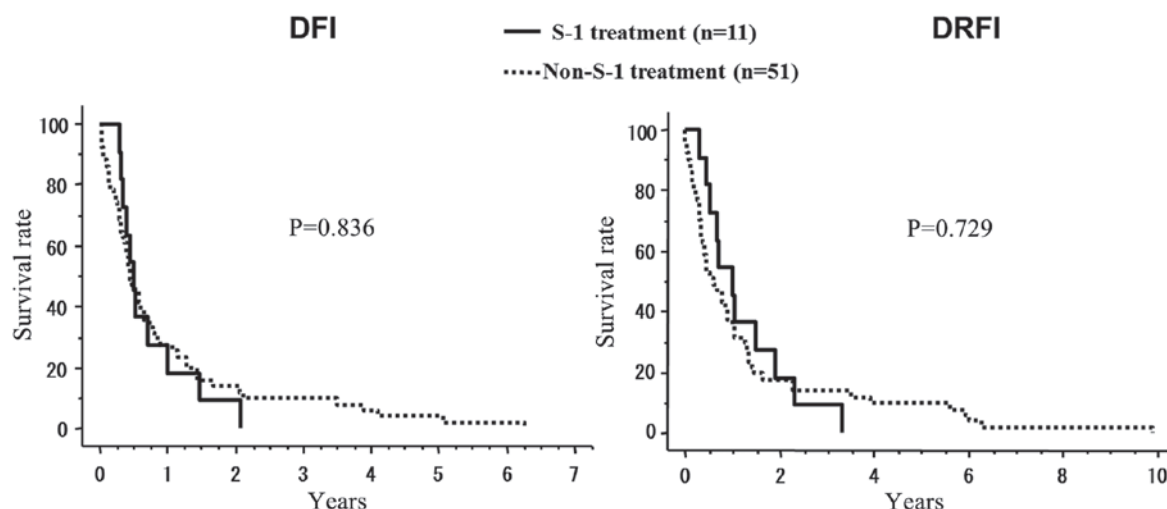 DFI
DRFI
S-1 treatment (n=11)
Non-S-1 treatment (n=51)
Survival rate
100
80
60
40
20
0
P=0.836
0 1 2 3 4 5 6 7
Years
Survival rate
100
80
60
40
20
0
P=0.729
0 2 4 6 8 10
Years